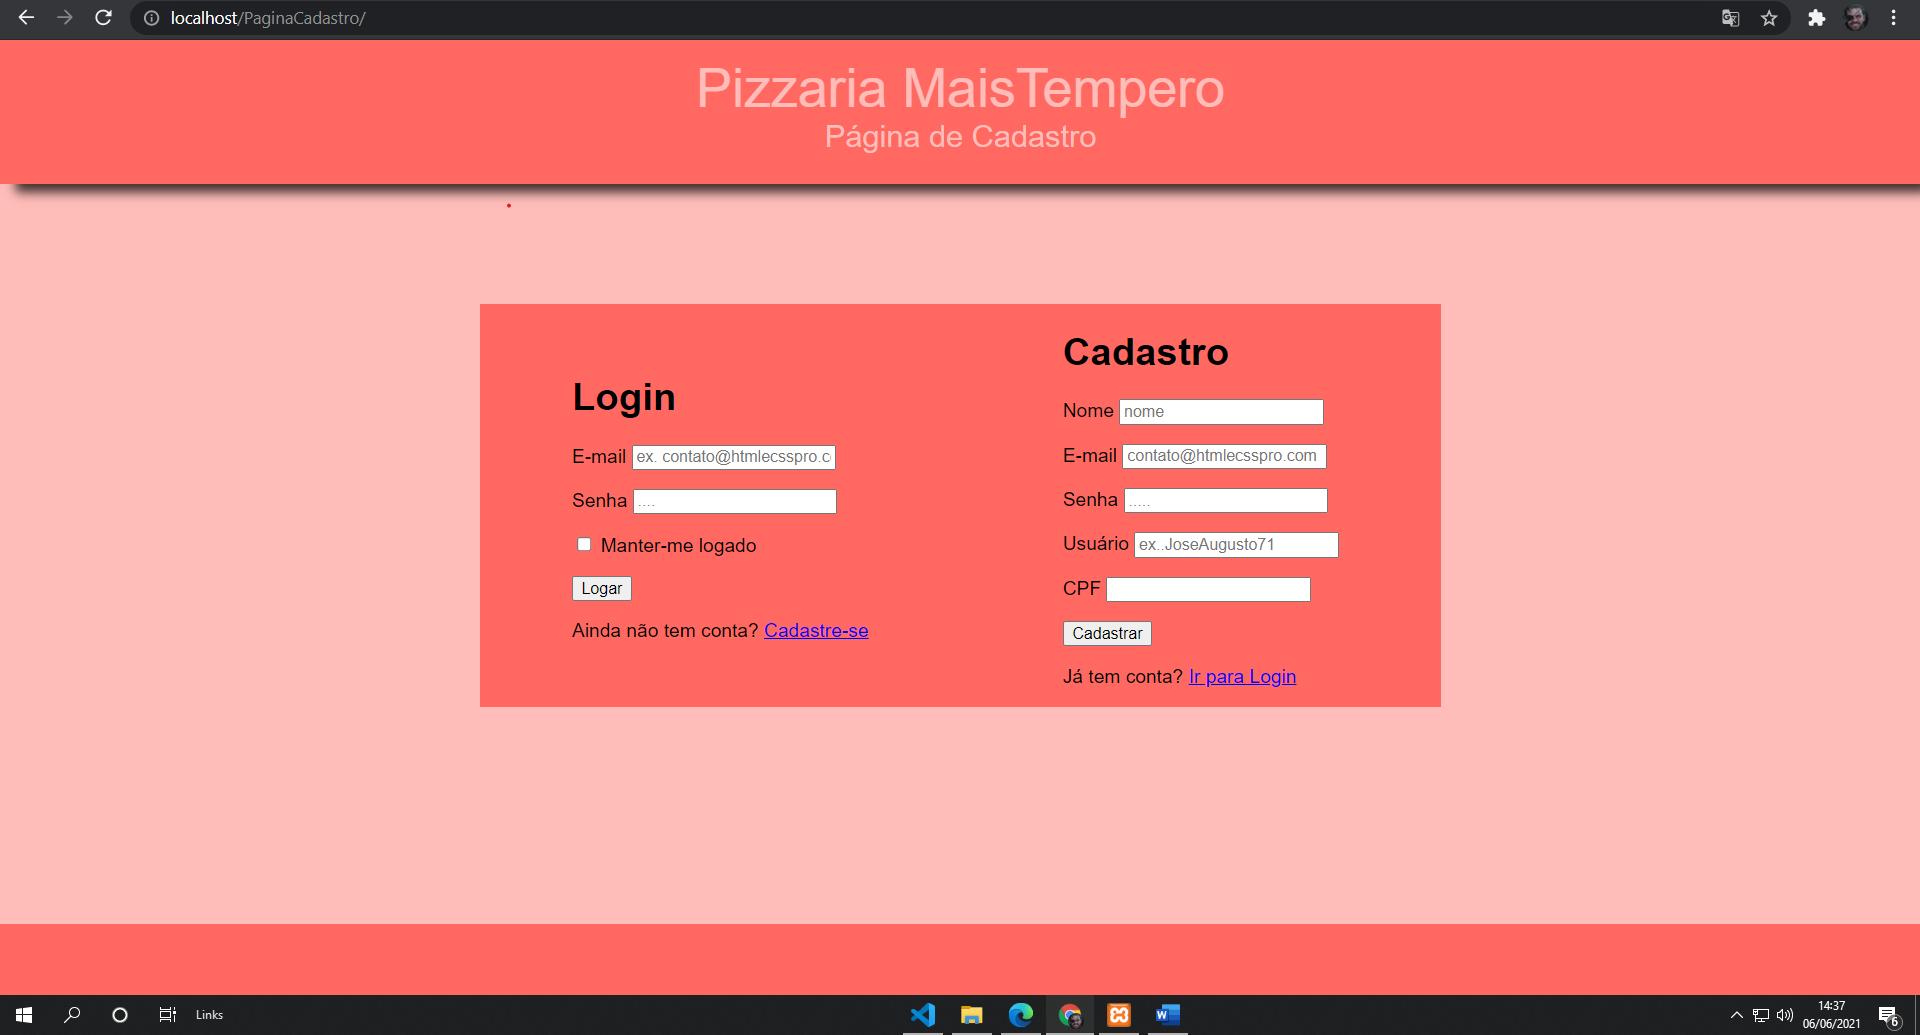 localhost/PaginaCadastro/
Pizzaria MaisTempero
Página de Cadastro
Login
E-mail ex. contato@htmlecsspro.c
Senha ....
Manter-me logado
Logar
Ainda não tem conta? Cadastre-se
Cadastro
Nome nome
E-mail contato@htmlecsspro.com
Senha .....
Usuário ex..JoseAugusto71
CPF
Cadastrar
Já tem conta? Ir para Login
Links
14:37
06/06/2021
6